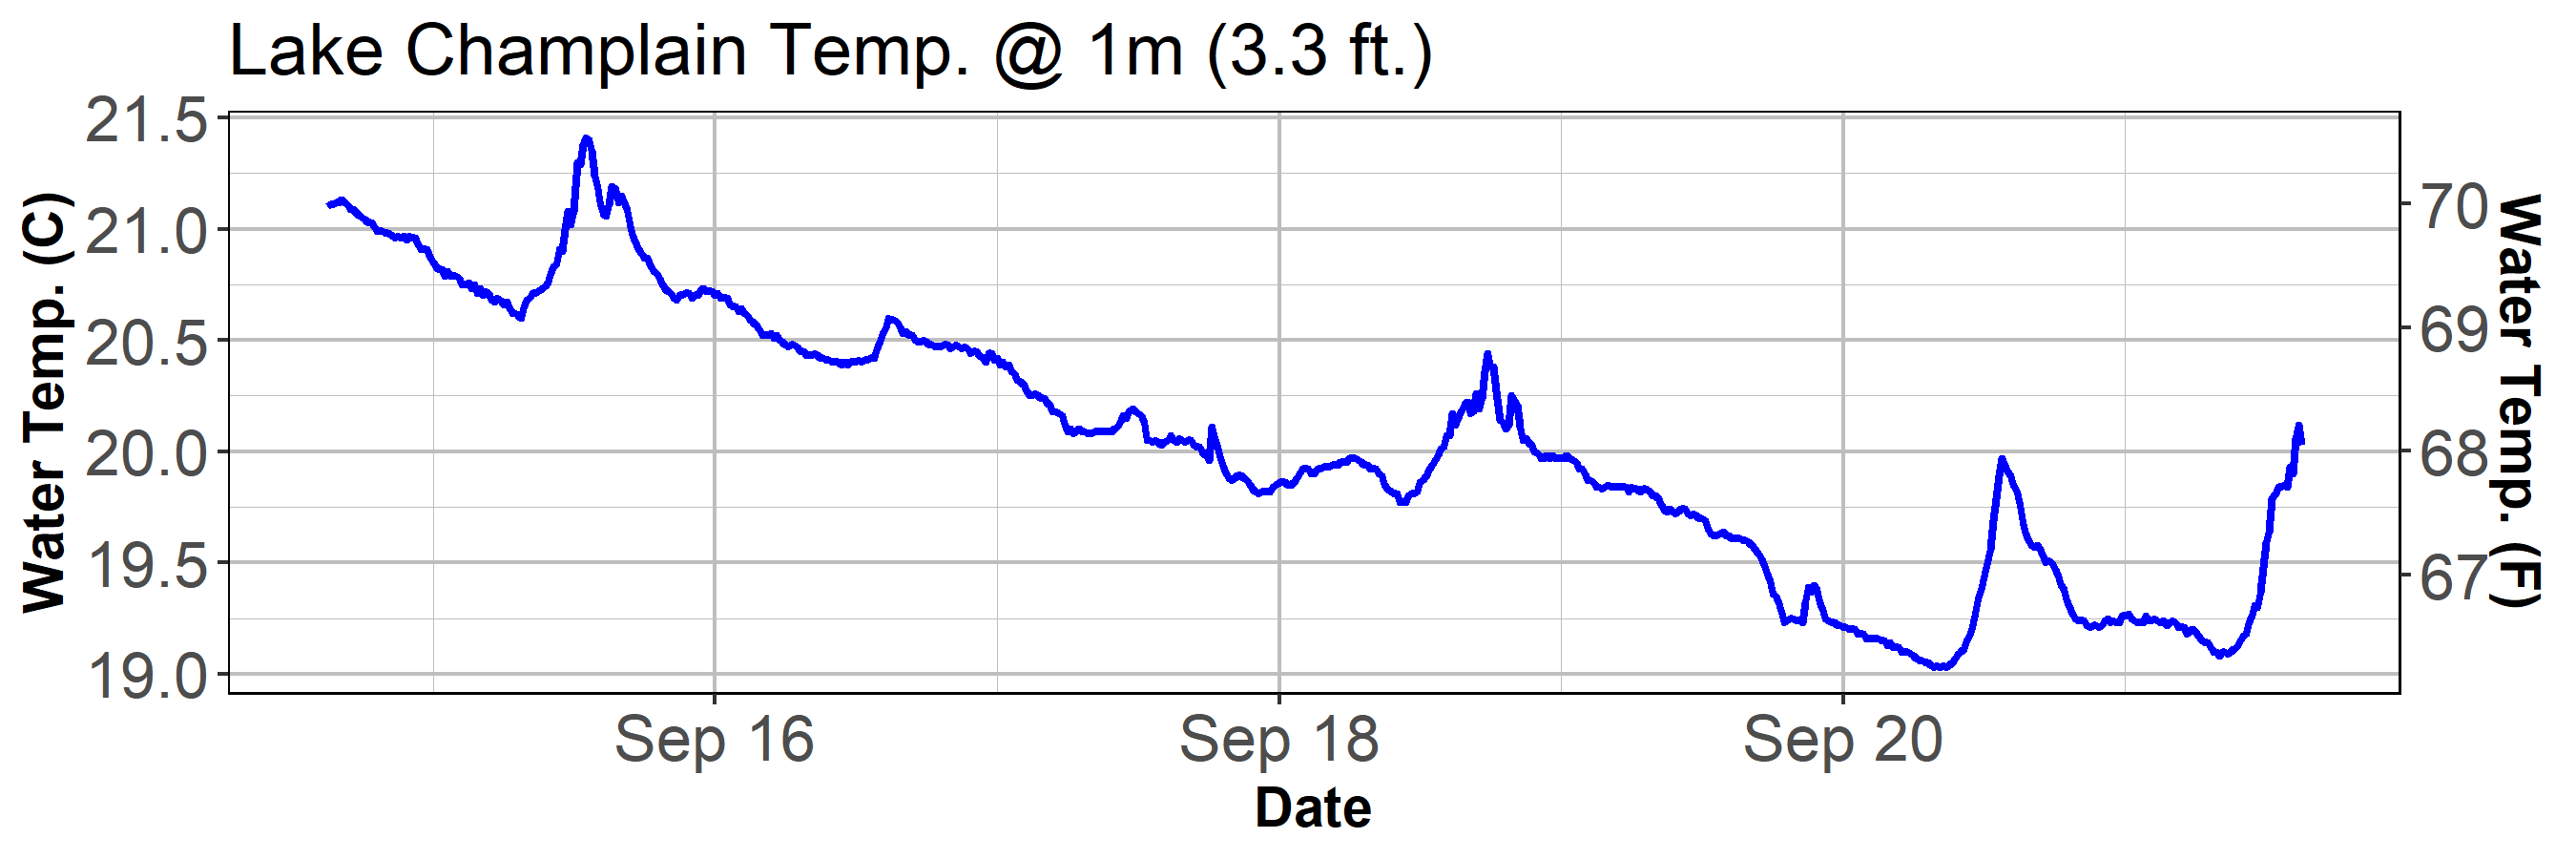 Lake Champlain Temp. @ 1m (3.3 ft.)
Water Temp. (C)
21.5
21.0
20.5
20.0
19.5
19.0
70
69
68
67
Water Temp. (F)
Sep 16 Sep 18 Sep 20
Date